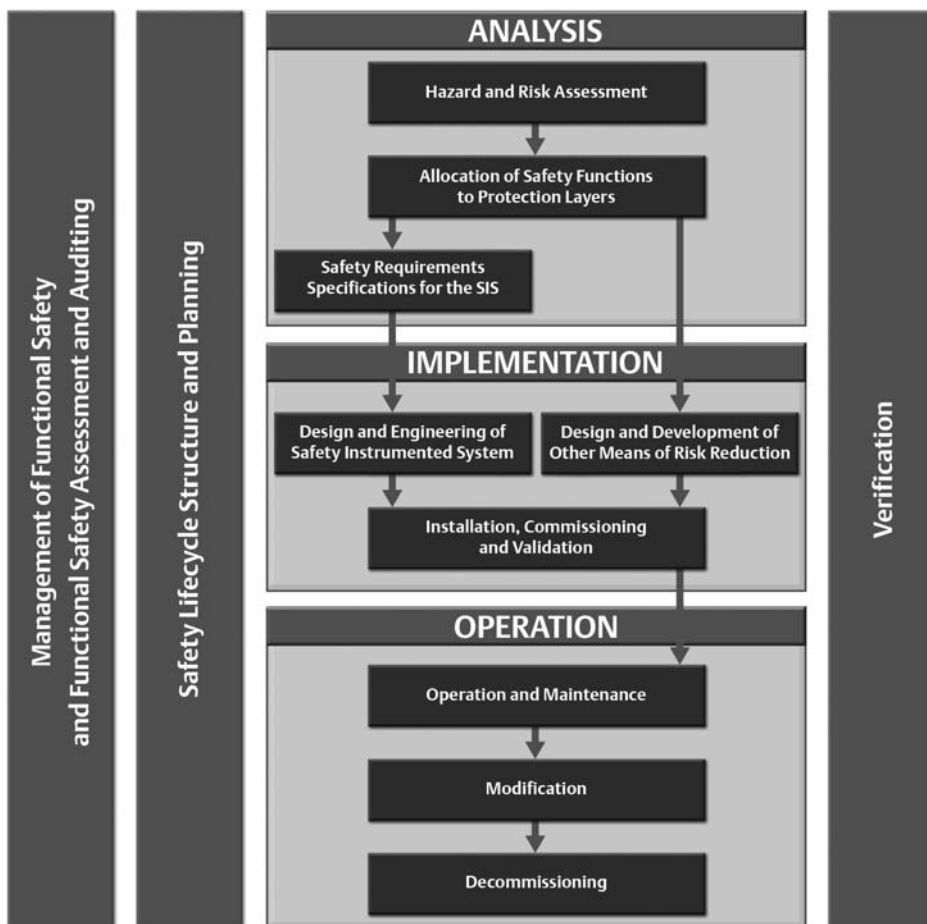 Management of Functional Safety
and Functional Safety Assessment and Auditing
Safety Lifecycle Structure and Planning
ANALYSIS
Hazard and Risk Assessment
Allocation of Safety Functions
to Protection Layers
Safety Requirements
Specifications for the SIS
IMPLEMENTATION
Design and Engineering of
Safety Instrumented System
Design and Development of
Other Means of Risk Reduction
Installation, Commissioning
and Validation
OPERATION
Operation and Maintenance
Modification
Decommissioning
Verification